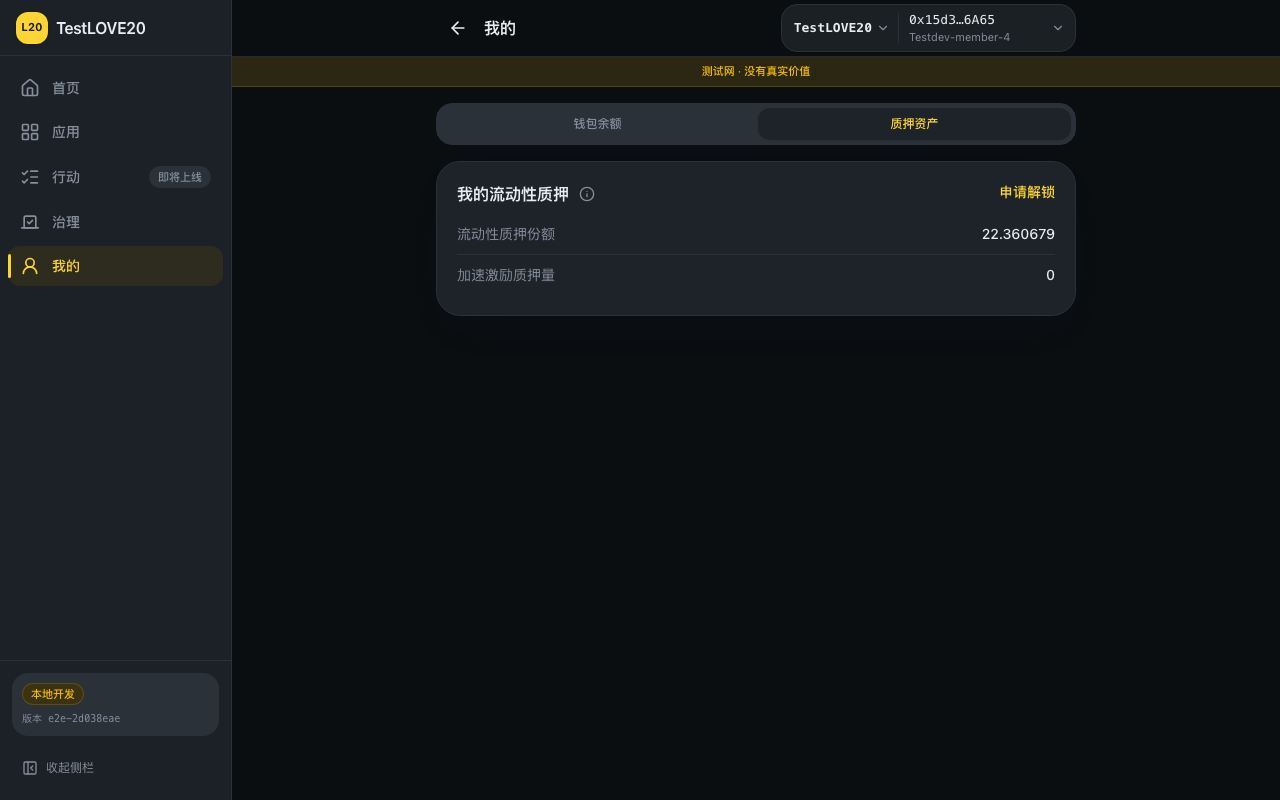 L20 TestLOVE20
首页
应用
行动 即将上线
治理
我的
本地开发
版本 e2e-2d038eae
收起侧栏
我的
TestLOVE20
0x15d3…6A65
Testdev-member-4
测试网 · 没有真实价值
钱包余额 质押资产
我的流动性质押 申请解锁
流动性质押份额 22.360679
加速激励质押量 0